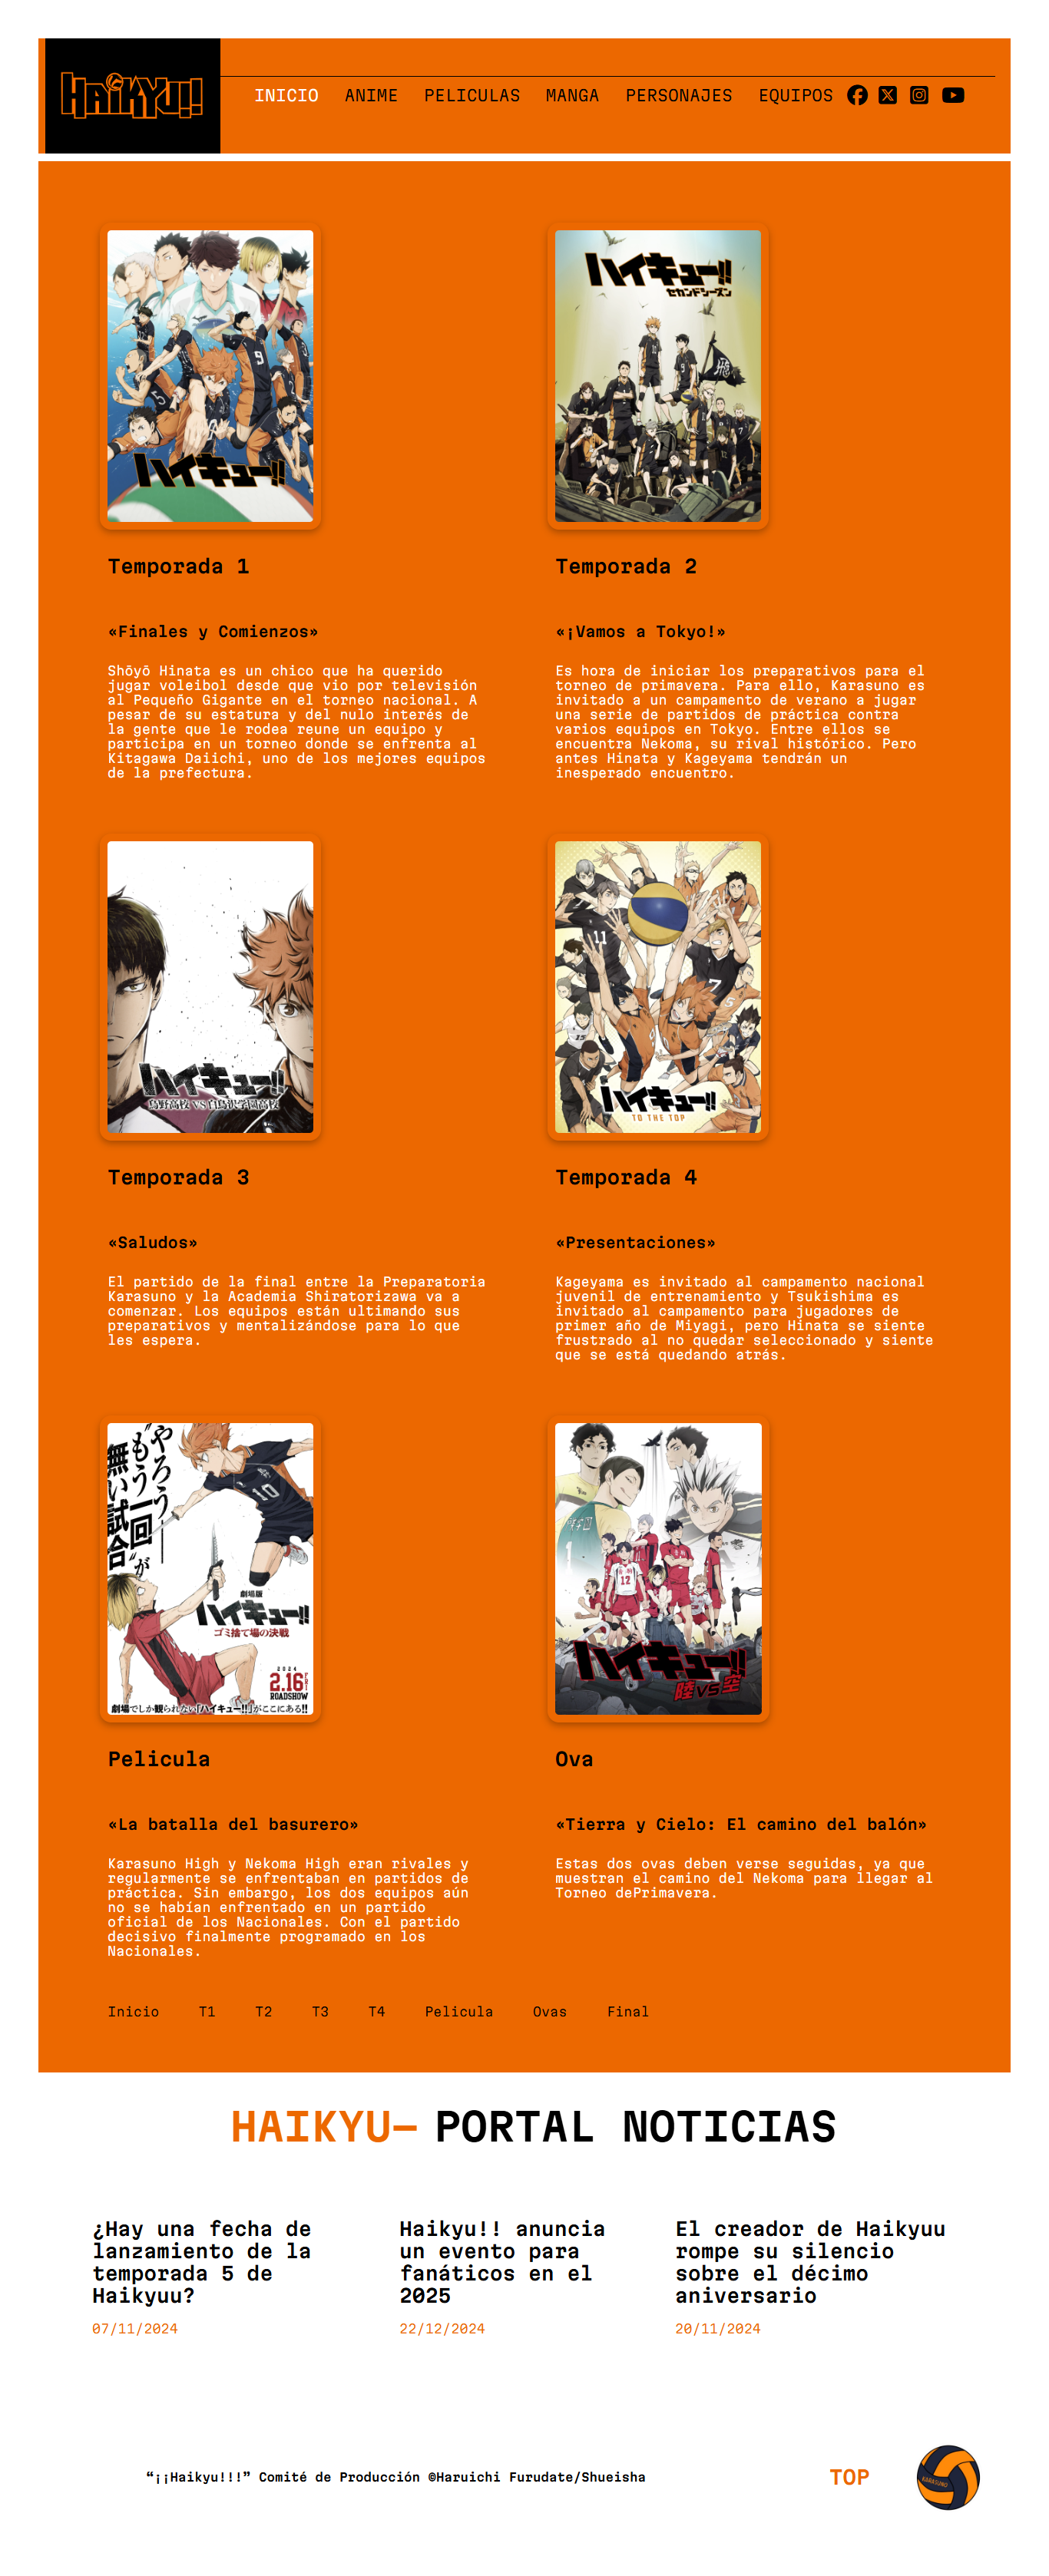 HAiKYU!!
INICIO ANIME PELICULAS MANGA PERSONAJES EQUIPOS
ハイキュー!!
ハイキュー!!
セカンドシーズン
Temporada 1
Temporada 2
«Finales y Comienzos»
Shōyō Hinata es un chico que ha querido
jugar voleibol desde que vio por televisión
al Pequeño Gigante en el torneo nacional. A
pesar de su estatura y del nulo interés de
la gente que le rodea reune un equipo y
participa en un torneo donde se enfrenta al
Kitagawa Daiichi, uno de los mejores equipos
de la prefectura.
«¡Vamos a Tokyo!»
Es hora de iniciar los preparativos para el
torneo de primavera. Para ello, Karasuno es
invitado a un campamento de verano a jugar
una serie de partidos de práctica contra
varios equipos en Tokyo. Entre ellos se
encuentra Nekoma, su rival histórico. Pero
antes Hinata y Kageyama tendrán un
inesperado encuentro.
ハイキュー!!
烏野高校 VS 白鳥沢学園高校
ハイキュー!!
TO THE TOP
Temporada 3
Temporada 4
«Saludos»
El partido de la final entre la Preparatoria
Karasuno y la Academia Shiratorizawa va a
comenzar. Los equipos están ultimando sus
preparativos y mentalizándose para lo que
les espera.
«Presentaciones»
Kageyama es invitado al campamento nacional
juvenil de entrenamiento y Tsukishima es
invitado al campamento para jugadores de
primer año de Miyagi, pero Hinata se siente
frustrado al no quedar seleccionado y siente
que se está quedando atrás.
やろう——
“もう一回”が
無い試合
10
劇場版
ハイキュー!!
ゴミ捨て場の決戦
2024
2.16
ROADSHOW
劇場でしか観られない「ハイキュー!!」がここにある!!
12
ハイキュー!!
陸VS空
Pelicula
Ova
«La batalla del basurero»
Karasuno High y Nekoma High eran rivales y
regularmente se enfrentaban en partidos de
práctica. Sin embargo, los dos equipos aún
no se habían enfrentado en un partido
oficial de los Nacionales. Con el partido
decisivo finalmente programado en los
Nacionales.
«Tierra y Cielo: El camino del balón»
Estas dos ovas deben verse seguidas, ya que
muestran el camino del Nekoma para llegar al
Torneo dePrimavera.
Inicio T1 T2 T3 T4 Pelicula Ovas Final
HAIKYU— PORTAL NOTICIAS
¿Hay una fecha de
lanzamiento de la
temporada 5 de
Haikyuu?
07/11/2024
Haikyu!! anuncia
un evento para
fanáticos en el
2025
22/12/2024
El creador de Haikyuu
rompe su silencio
sobre el décimo
aniversario
20/11/2024
“¡¡Haikyu!!!” Comité de Producción ©Haruichi Furudate/Shueisha
TOP
KARASUNO